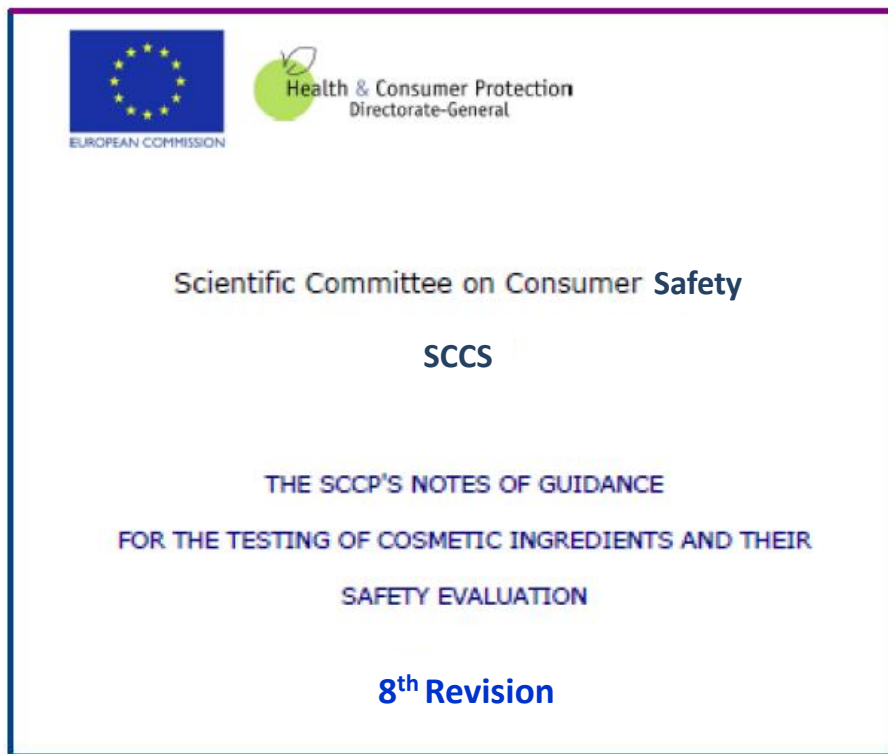 EUROPEAN COMMISSION
Health & Consumer Protection
Directorate-General
Scientific Committee on Consumer Safety
SCCS
THE SCCP'S NOTES OF GUIDANCE
FOR THE TESTING OF COSMETIC INGREDIENTS AND THEIR
SAFETY EVALUATION
8th Revision